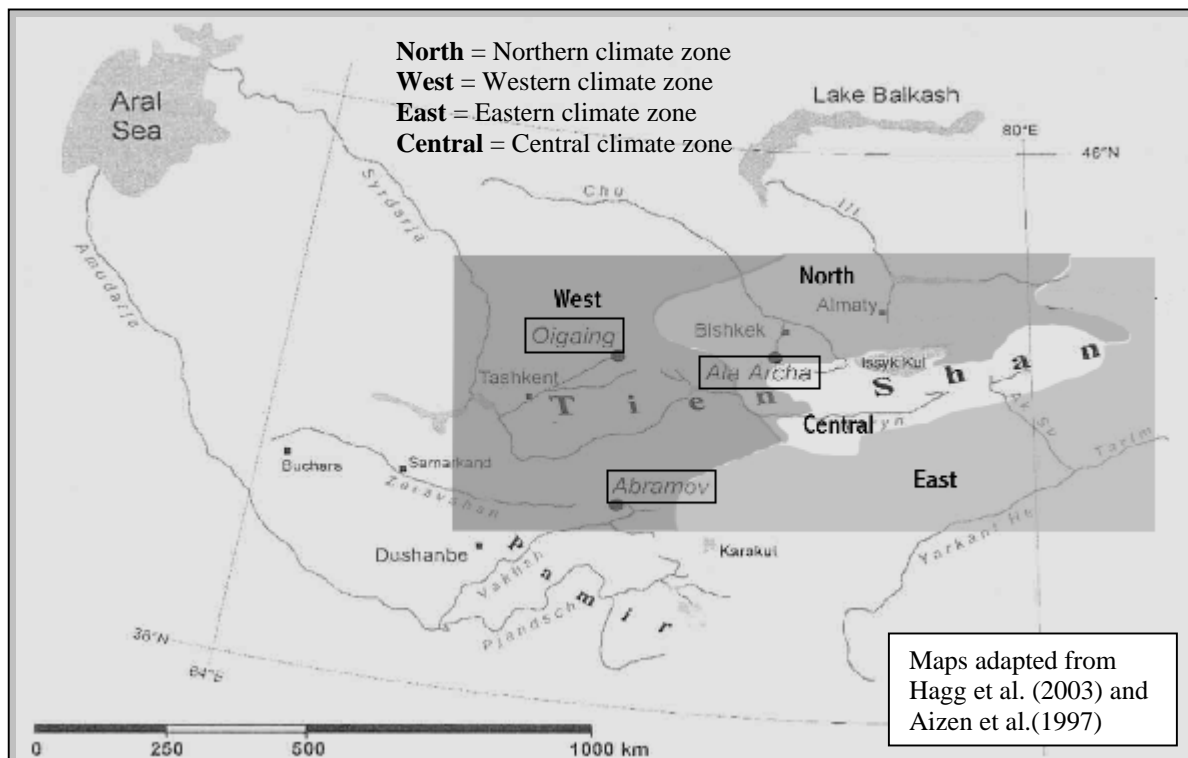 North = Northern climate zone
West = Western climate zone
East = Eastern climate zone
Central = Central climate zone
Aral
Sea
Lake Balkash
80°E
46°N
Chu
Ili
Syrdarja
Amudarja
North
West
Almaty
Bishkek
Oigaing
Ala Archa
Issyk Kul
Tashkent
Tien Shan
Central
East
Tarim
Buchara
Samarkand
Abramov
Yarkant He
Karakul
Dushanbe
Vakhsh
Pamir
Pjandsch
64°E
Maps adapted from
Hagg et al. (2003) and
Aizen et al.(1997)
0 250 500 1000 km